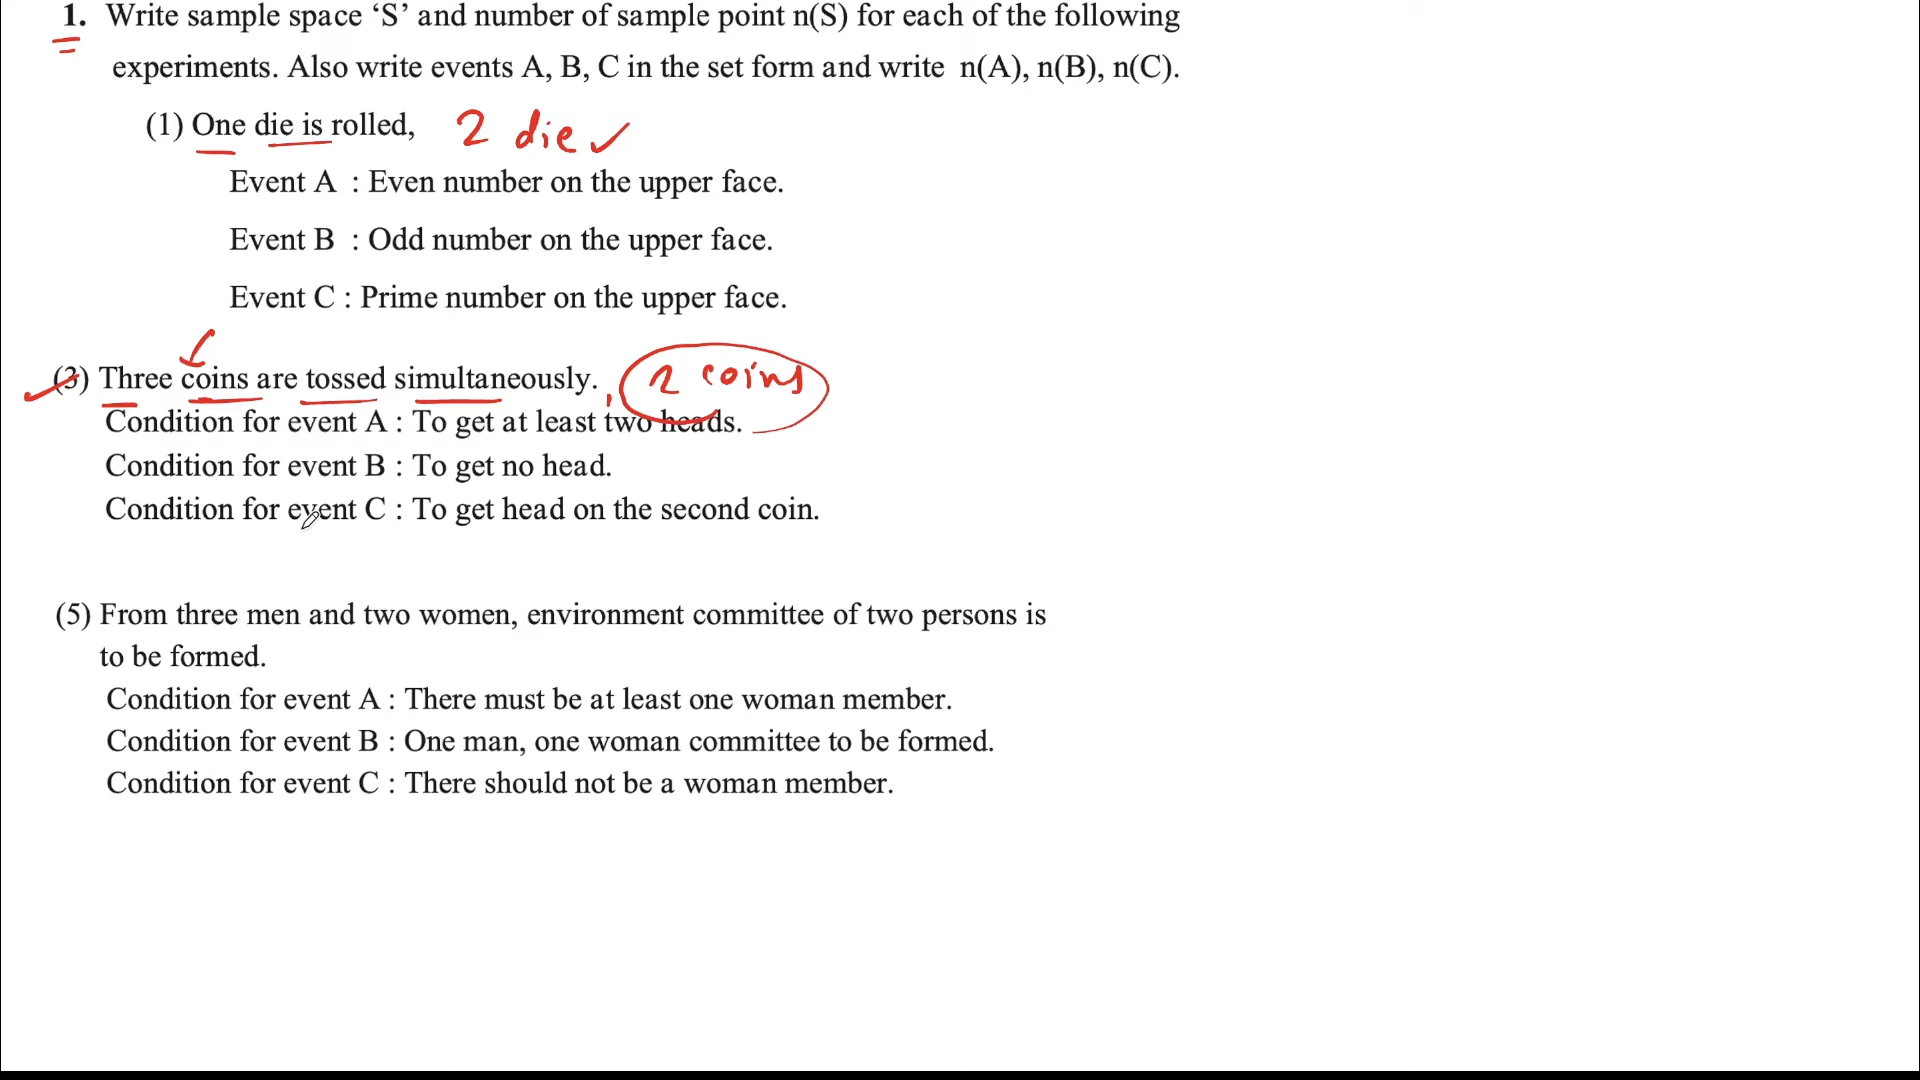 1. Write sample space ‘S’ and number of sample point n(S) for each of the following
experiments. Also write events A, B, C in the set form and write n(A), n(B), n(C).
(1) One die is rolled, 2 die
Event A : Even number on the upper face.
Event B : Odd number on the upper face.
Event C : Prime number on the upper face.
(3) Three coins are tossed simultaneously. 2 coins
Condition for event A : To get at least two heads.
Condition for event B : To get no head.
Condition for event C : To get head on the second coin.
(5) From three men and two women, environment committee of two persons is
to be formed.
Condition for event A : There must be at least one woman member.
Condition for event B : One man, one woman committee to be formed.
Condition for event C : There should not be a woman member.